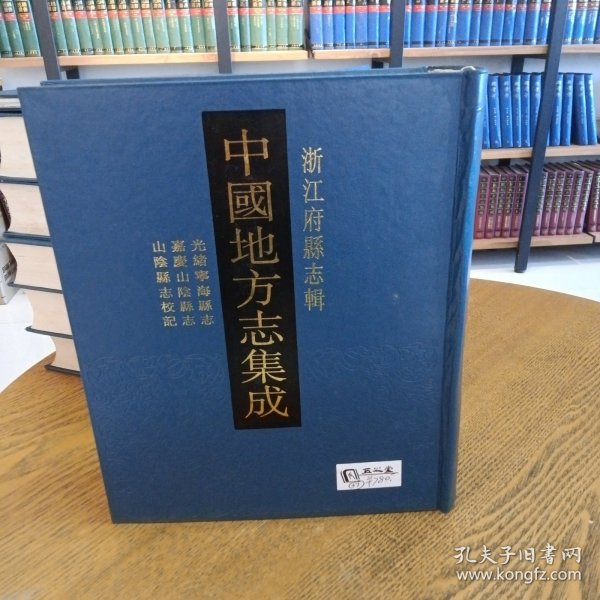 浙江府縣志輯
中國地方志集成
光緒寧海縣志
嘉慶山陰縣志
山陰縣志校記
孔夫子旧书网
www.kongfz.com